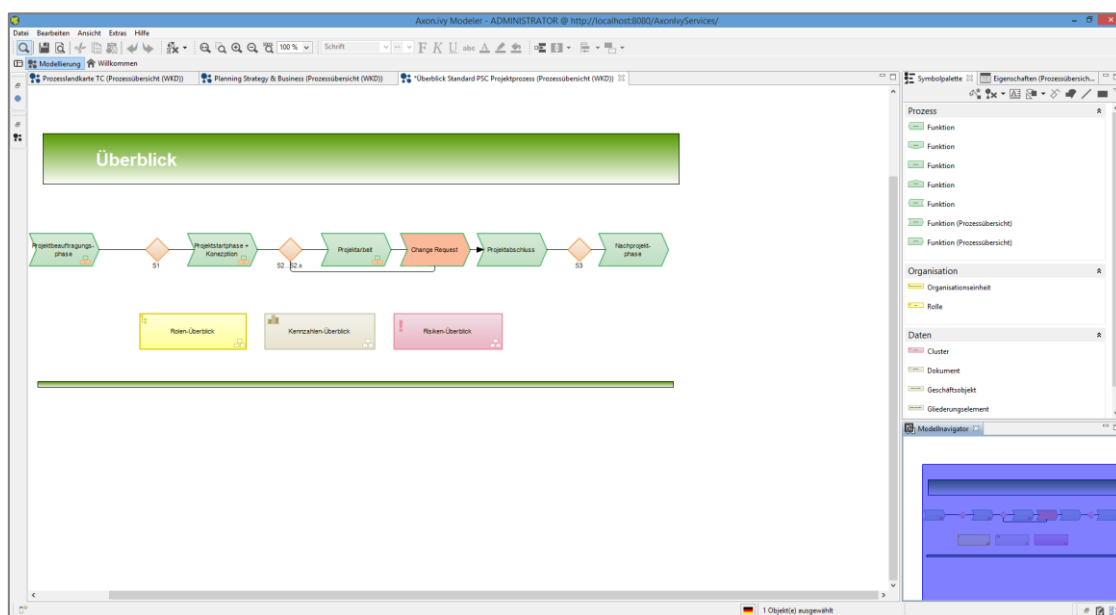 Axon.ivy Modeler - ADMINISTRATOR @ http://localhost:8080/AxonIvyServices/
Datei Bearbeiten Ansicht Extras Hilfe
100 % Schrift F K U abc A
Modellierung Willkommen
Prozesslandkarte TC (Prozessübersicht (WKD)) Planning Strategy & Business (Prozessübersicht (WKD)) *Überblick Standard PSC Projektprozess (Prozessübersicht (WKD)) Symbolpalette Eigenschaften (Prozessübersich...
Prozess
Funktion
Funktion
Funktion
Funktion
Funktion
Funktion (Prozessübersicht)
Funktion (Prozessübersicht)
Organisation
Organisationseinheit
Rolle
Daten
Cluster
Dokument
Geschäftsobjekt
Gliederungselement
Modellnavigator
Überblick
Projektbeauftragungs-
phase
S1
Projektstartphase +
Konezption
S2...S2.x
Projektarbeit
Change Request
Projektabschluss
S3
Nachprojekt-
phase
Rolen-Überblick
Kennzahlen-Überblick
Risiken-Überblick
1 Objekt(e) ausgewählt